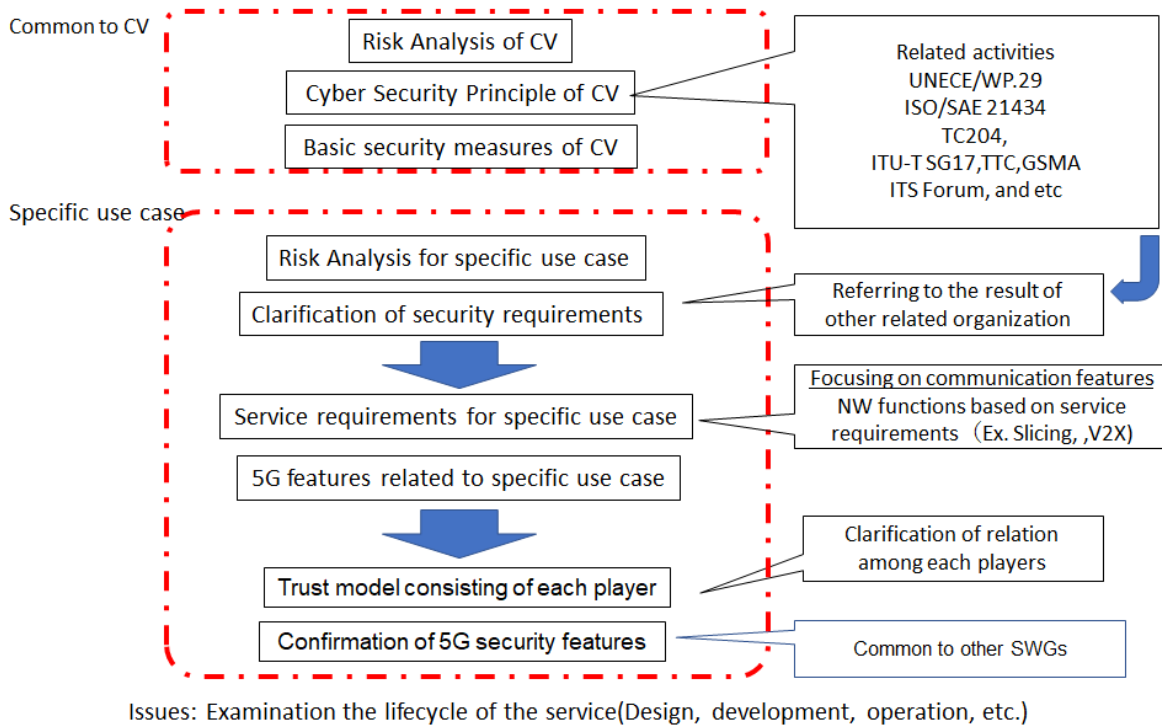 Common to CV
Risk Analysis of CV
Cyber Security Principle of CV
Basic security measures of CV
Related activities
UNECE/WP.29
ISO/SAE 21434
TC204,
ITU-T SG17,TTC,GSMA
ITS Forum, and etc
Specific use case
Risk Analysis for specific use case
Clarification of security requirements
Referring to the result of
other related organization
Service requirements for specific use case
Focusing on communication features
NW functions based on service
requirements（Ex. Slicing, ,V2X)
5G features related to specific use case
Clarification of relation
among each players
Trust model consisting of each player
Confirmation of 5G security features
Common to other SWGs
Issues: Examination the lifecycle of the service(Design, development, operation, etc.)